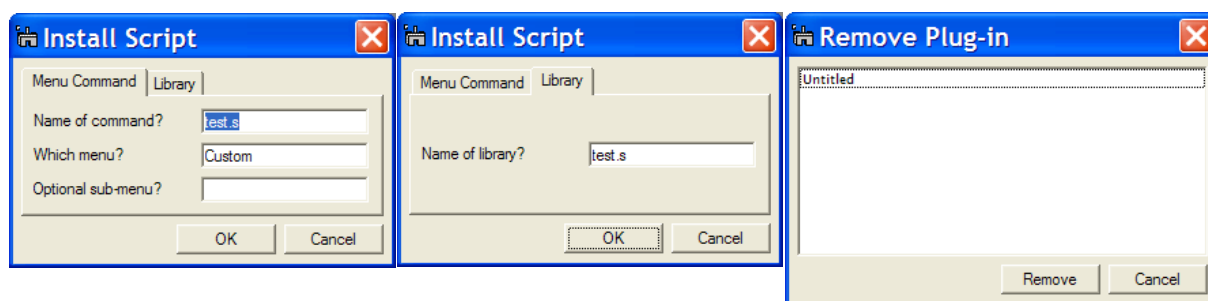 Install Script
Menu Command Library
Name of command? test.s
Which menu? Custom
Optional sub-menu?
OK Cancel
Install Script
Menu Command Library
Name of library? test.s
OK Cancel
Remove Plug-in
Untitled
Remove Cancel